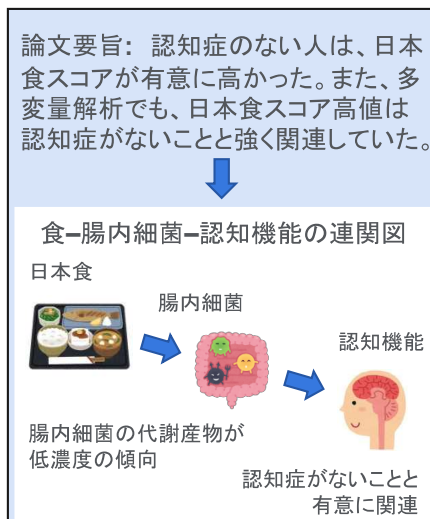 論文要旨： 認知症のない人は、日本
食スコアが有意に高かった。また、多
変量解析でも、日本食スコア高値は
認知症がないことと強く関連していた。
食–腸内細菌–認知機能の連関図
日本食
腸内細菌
認知機能
腸内細菌の代謝産物が
低濃度の傾向
認知症がないことと
有意に関連